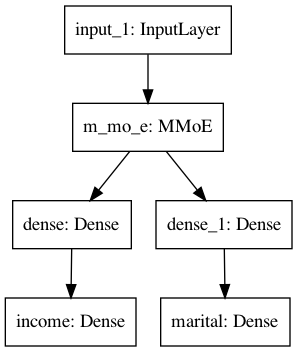 input_1: InputLayer
m_mo_e: MMoE
dense: Dense
dense_1: Dense
income: Dense
marital: Dense